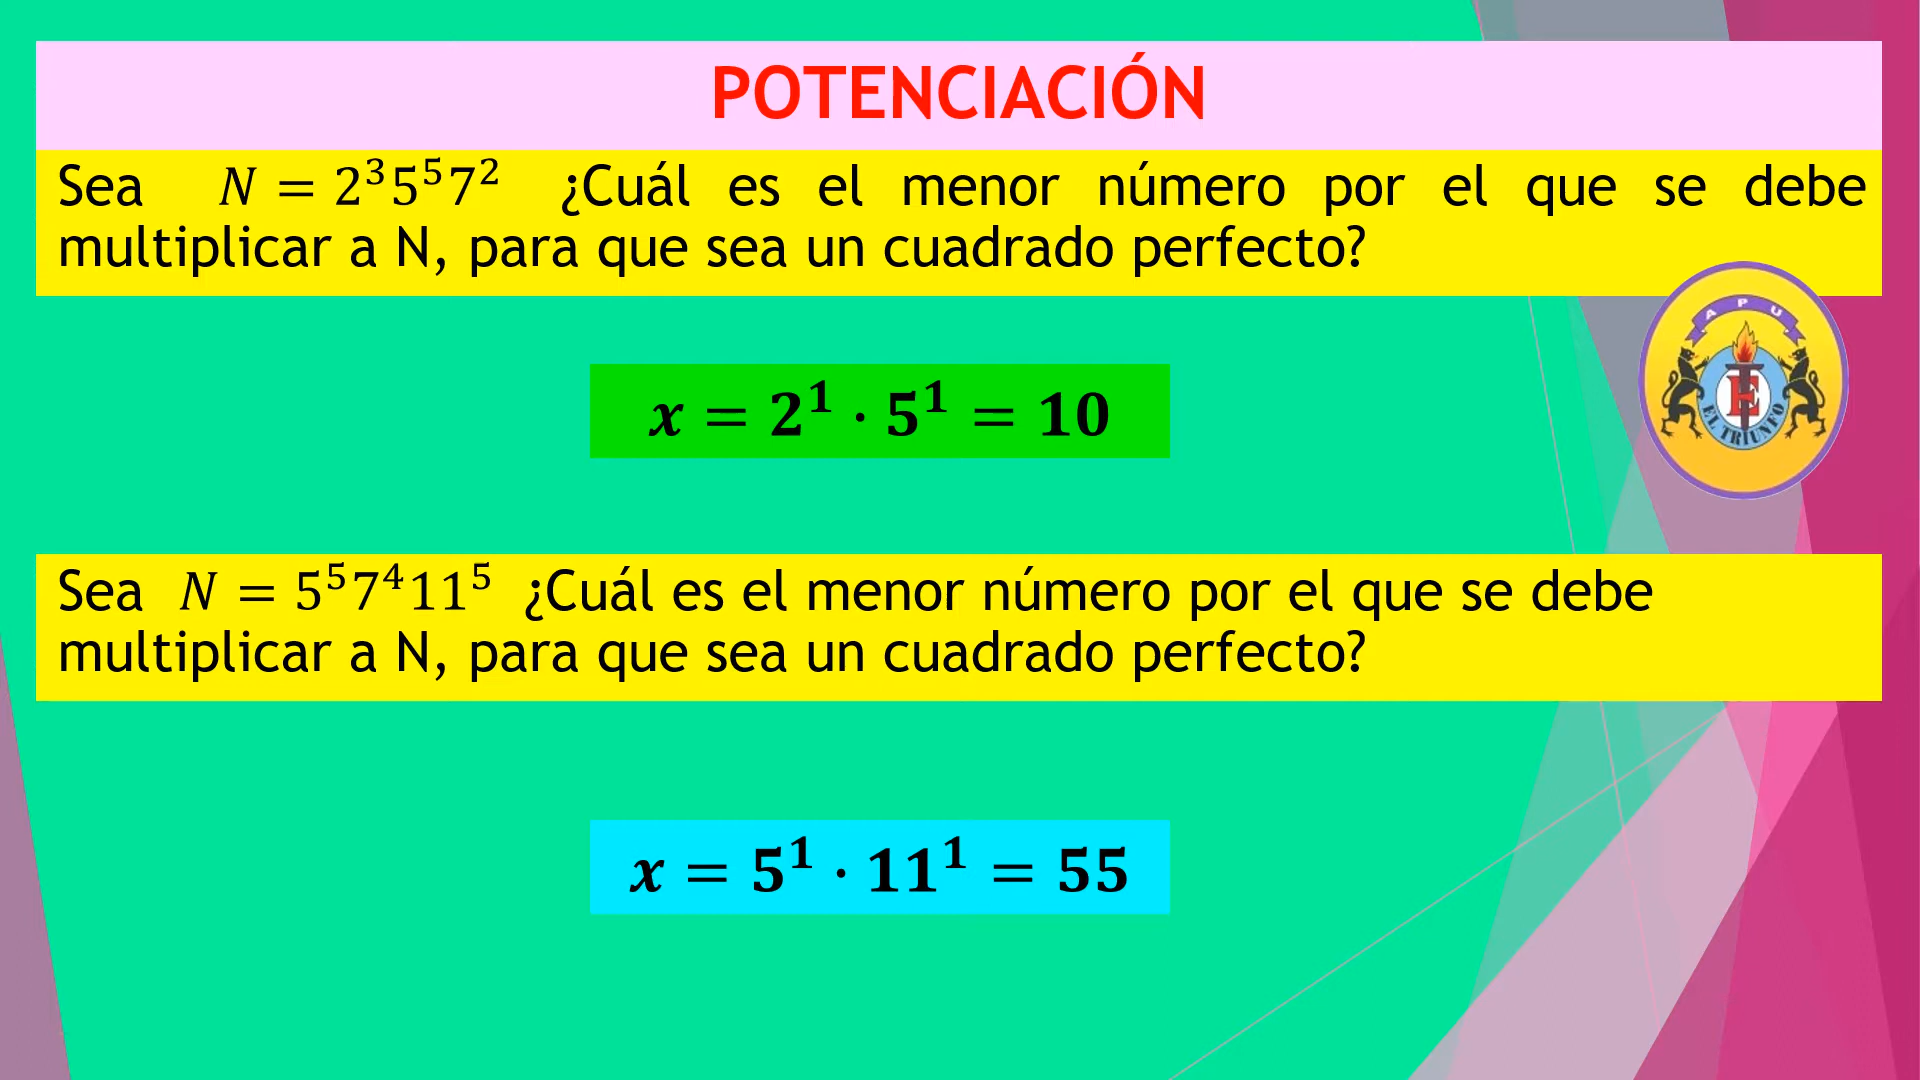 POTENCIACIÓN
Sea N = 2³5⁵7² ¿Cuál es el menor número por el que se debe
multiplicar a N, para que sea un cuadrado perfecto?
A P U
E
EL TRIUNFO
x = 2¹ · 5¹ = 10
Sea N = 5⁵7⁴11⁵ ¿Cuál es el menor número por el que se debe
multiplicar a N, para que sea un cuadrado perfecto?
x = 5¹ · 11¹ = 55